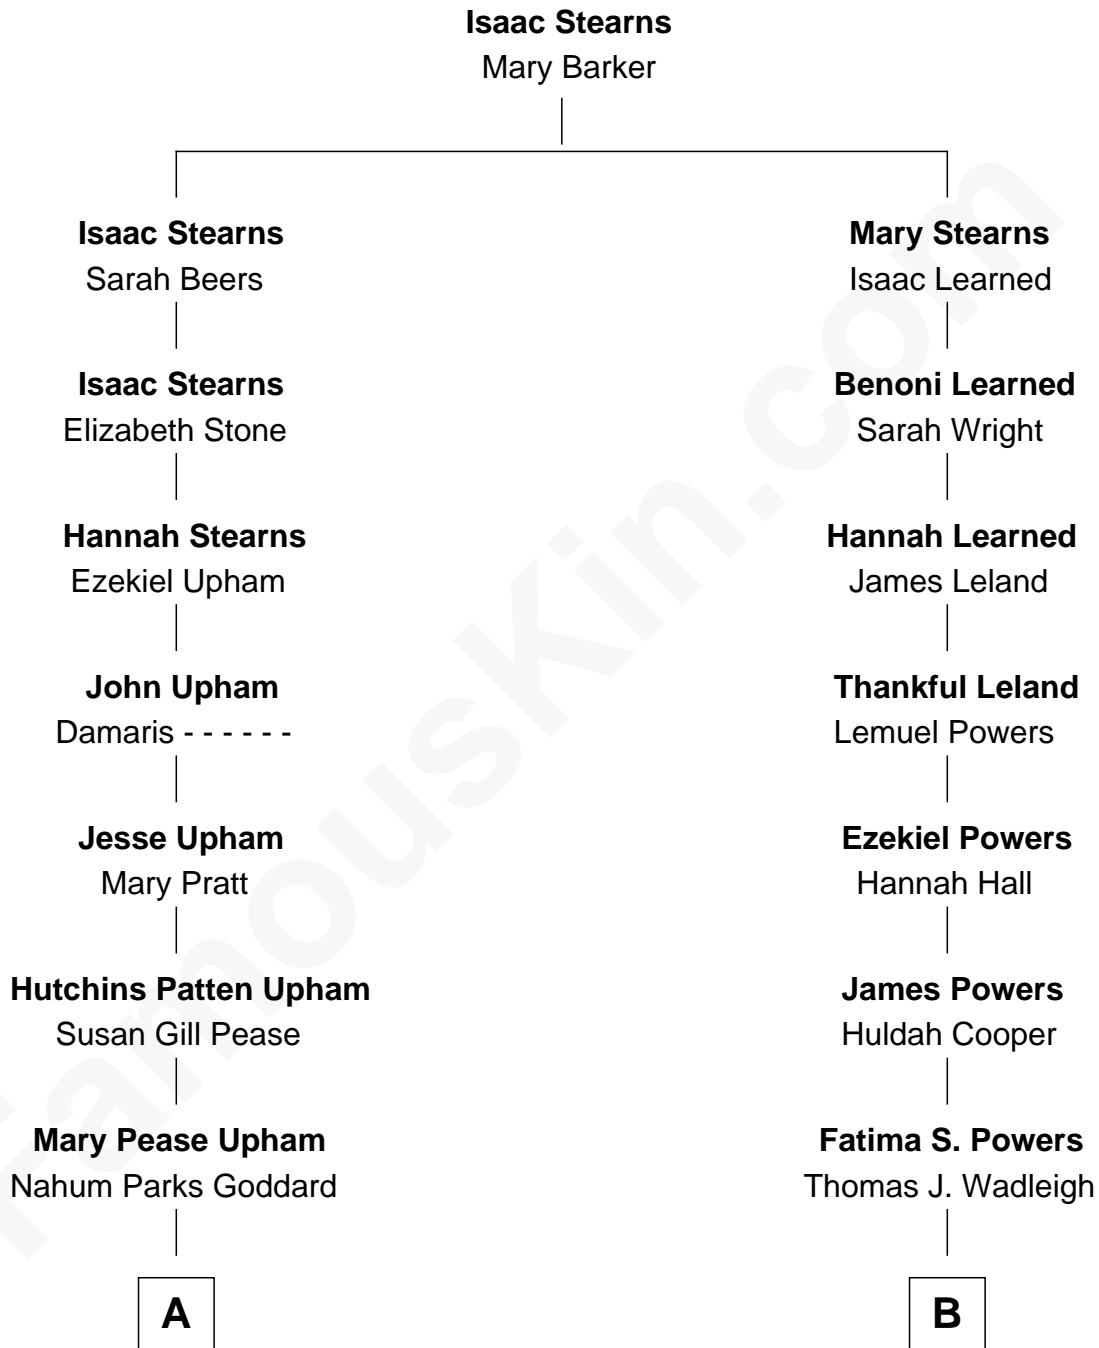 Isaac Stearns
Mary Barker
Isaac Stearns
Sarah Beers
Mary Stearns
Isaac Learned
Isaac Stearns
Elizabeth Stone
Benoni Learned
Sarah Wright
Hannah Stearns
Ezekiel Upham
Hannah Learned
James Leland
John Upham
Damaris - - - - - -
Thankful Leland
Lemuel Powers
Jesse Upham
Mary Pratt
Ezekiel Powers
Hannah Hall
Hutchins Patten Upham
Susan Gill Pease
James Powers
Huldah Cooper
Mary Pease Upham
Nahum Parks Goddard
Fatima S. Powers
Thomas J. Wadleigh
A
B
FamousKin.com